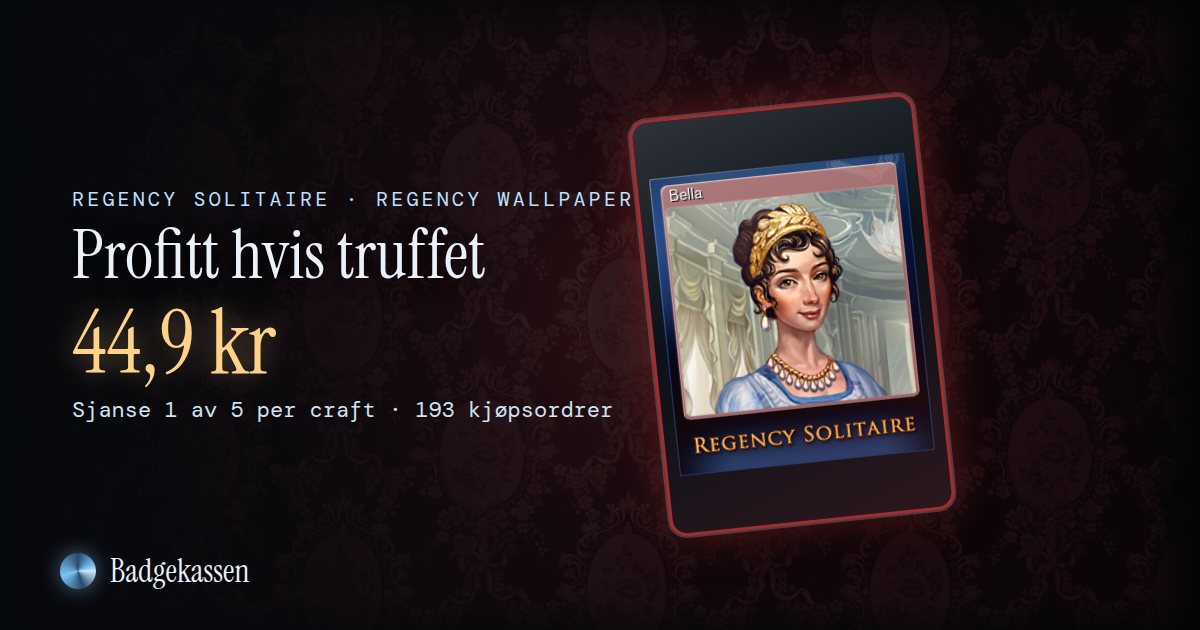 REGENCY SOLITAIRE · REGENCY WALLPAPER
Profitt hvis truffet
44,9 kr
Sjanse 1 av 5 per craft · 193 kjøpsordrer
Bella
REGENCY SOLITAIRE
Badgekassen